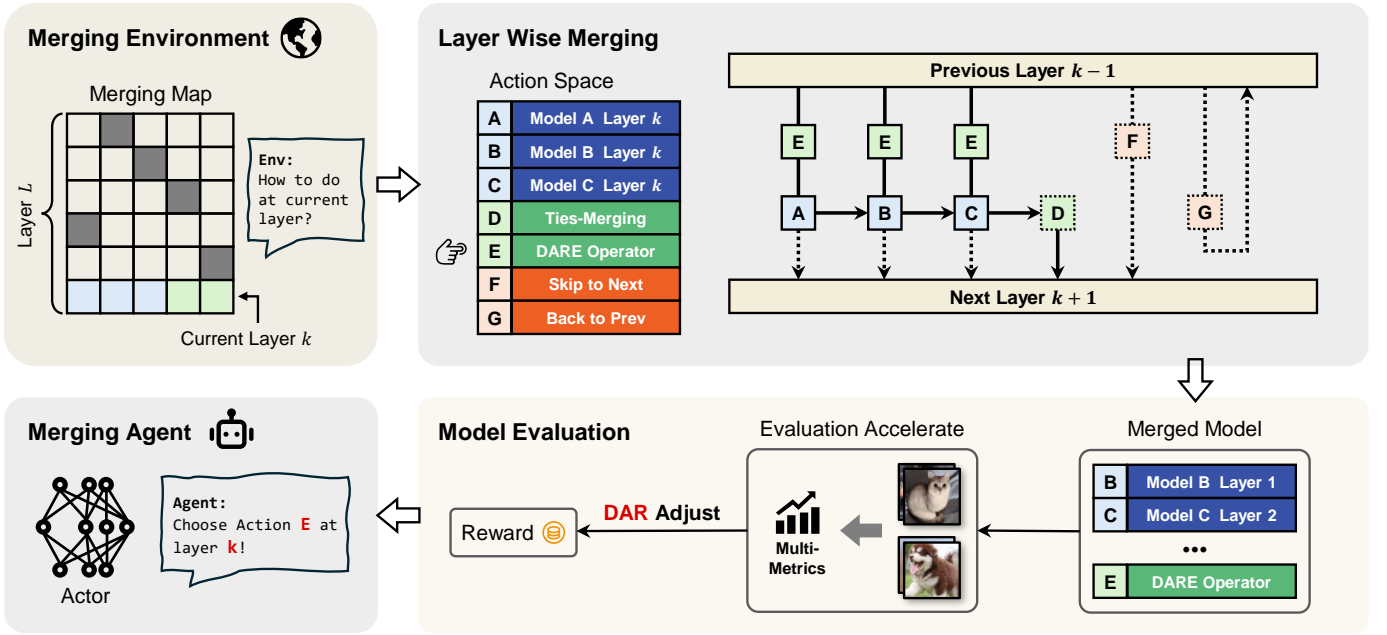 Merging Environment
Merging Map
Layer L
Env:
How to do
at current
layer?
Current Layer k
Layer Wise Merging
Action Space
A Model A Layer k
B Model B Layer k
C Model C Layer k
D Ties-Merging
E DARE Operator
F Skip to Next
G Back to Prev
Previous Layer k − 1
E E E F
A B C D G
Next Layer k + 1
Merging Agent
Agent:
Choose Action E at
layer k!
Actor
Model Evaluation
Reward
DAR Adjust
Evaluation Accelerate
Multi-
Metrics
Merged Model
B Model B Layer 1
C Model C Layer 2
...
E DARE Operator